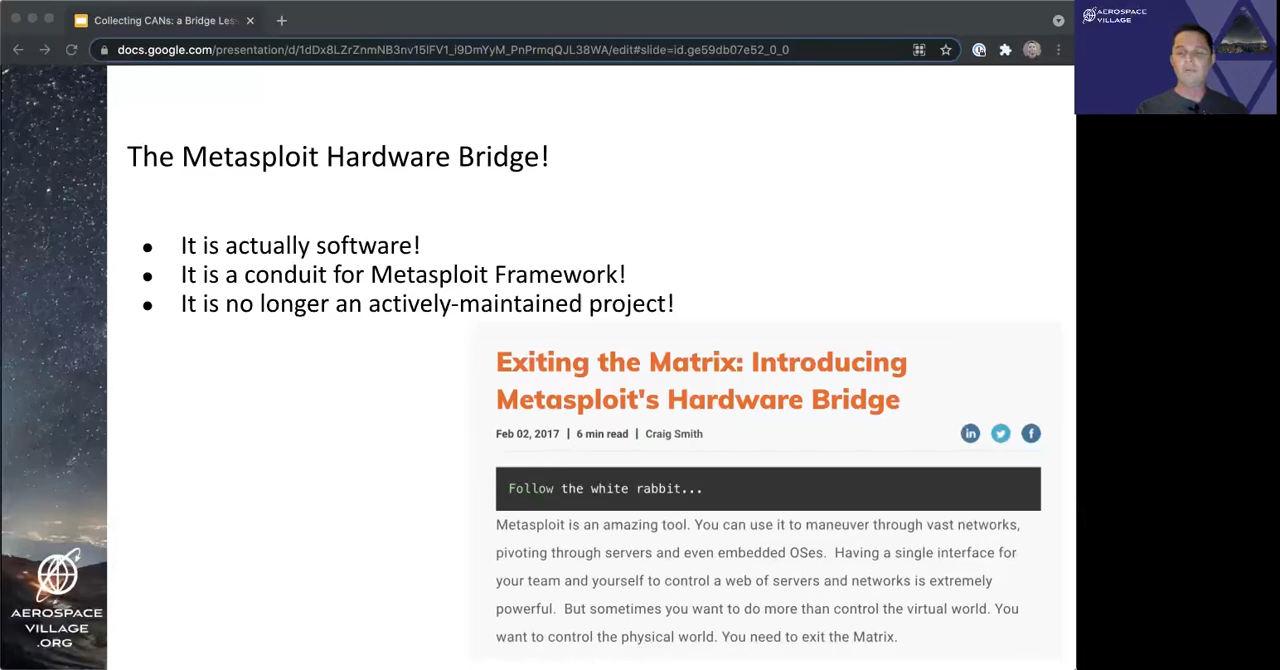 Collecting CANs: a Bridge Les
docs.google.com/presentation/d/1dDx8LZrZnmNB3nv15lFV1_i9DmYyM_PnPrmqQJL38WA/edit#slide=id.ge59db07e52_0_0
AEROSPACE
VILLAGE
The Metasploit Hardware Bridge!
● It is actually software!
● It is a conduit for Metasploit Framework!
● It is no longer an actively-maintained project!
Exiting the Matrix: Introducing
Metasploit's Hardware Bridge
Feb 02, 2017 | 6 min read | Craig Smith
in f
Follow the white rabbit...
Metasploit is an amazing tool. You can use it to maneuver through vast networks,
pivoting through servers and even embedded OSes. Having a single interface for
your team and yourself to control a web of servers and networks is extremely
powerful. But sometimes you want to do more than control the virtual world. You
want to control the physical world. You need to exit the Matrix.
AEROSPACE
VILLAGE
.ORG